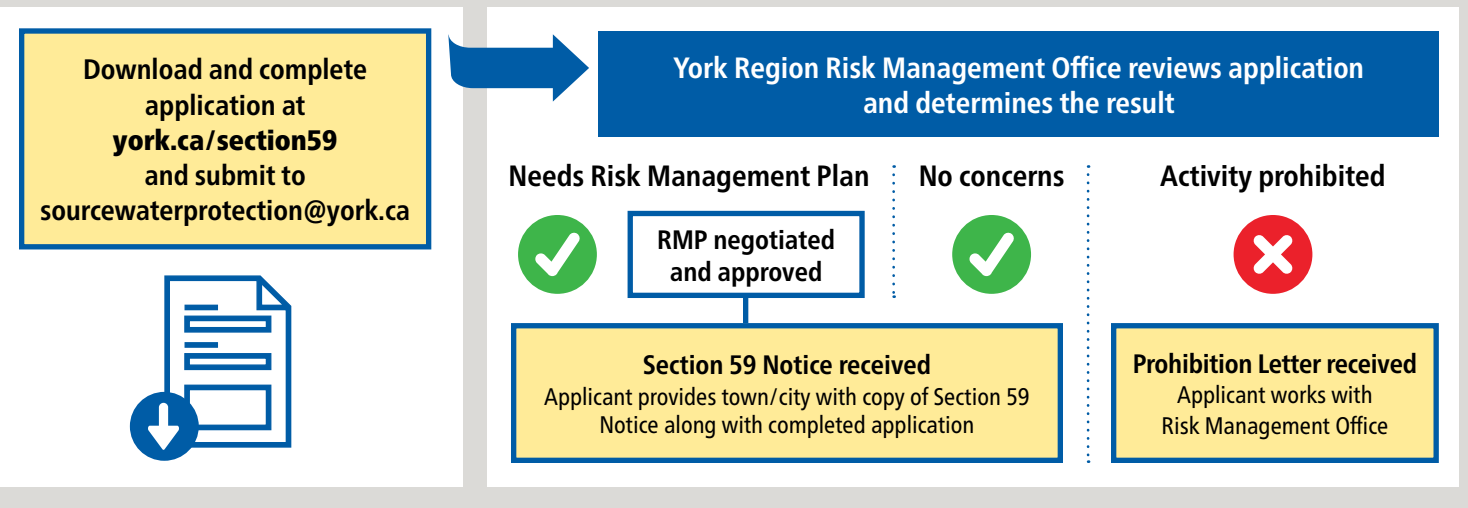 Download and complete
application at
york.ca/section59
and submit to
sourcewaterprotection@york.ca
York Region Risk Management Office reviews application
and determines the result
Needs Risk Management Plan
RMP negotiated
and approved
No concerns
Section 59 Notice received
Applicant provides town/city with copy of Section 59
Notice along with completed application
Activity prohibited
Prohibition Letter received
Applicant works with
Risk Management Office